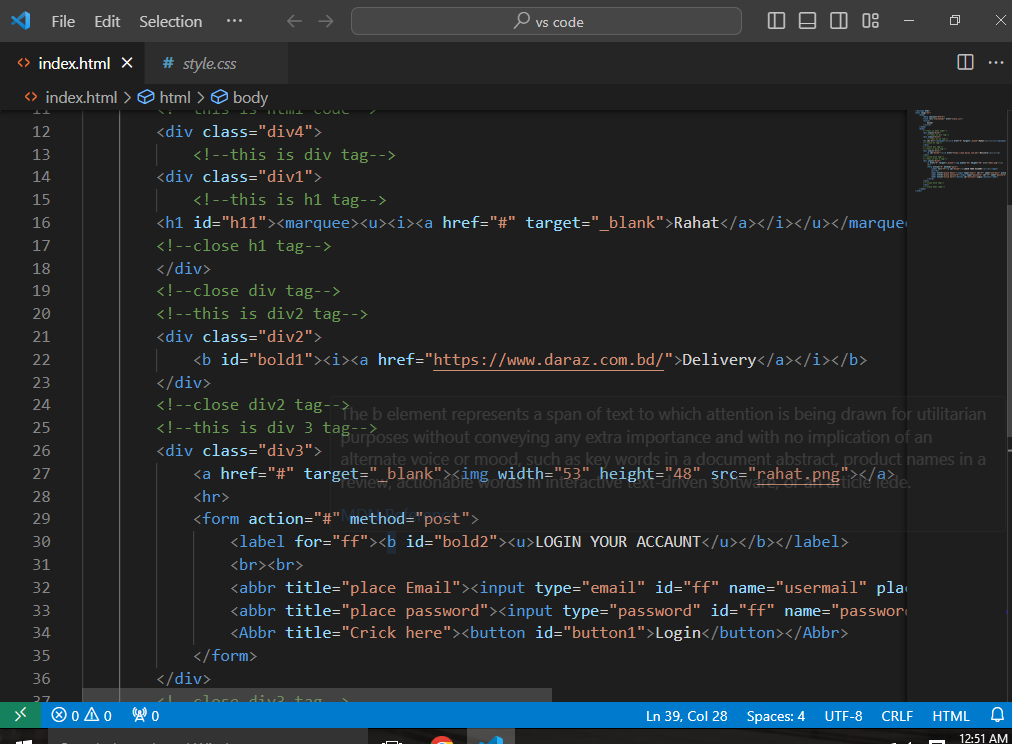 File Edit Selection ··· vs code
index.html style.css
index.html > html > body
11 <!--this is html code-->
12 <div class="div4">
13 <!--this is div tag-->
14 <div class="div1">
15 <!--this is h1 tag-->
16 <h1 id="h11"><marquee><u><i><a href="#" target="_blank">Rahat</a></i></u></marquee
17 <!--close h1 tag-->
18 </div>
19 <!--close div tag-->
20 <!--this is div2 tag-->
21 <div class="div2">
22 <b id="bold1"><i><a href="https://www.daraz.com.bd/">Delivery</a></i></b>
23 </div>
24 <!--close div2 tag-->
25 <!--this is div 3 tag-->
26 <div class="div3">
27 <a href="#" target="_blank"><img width="53" height="48" src="rahat.png"></a>
28 <hr>
29 <form action="#" method="post">
30 <label for="ff"><b id="bold2"><u>LOGIN YOUR ACCAUNT</u></b></label>
31 <br><br>
32 <abbr title="place Email"><input type="email" id="ff" name="usermail" plac
33 <abbr title="place password"><input type="password" id="ff" name="passwor
34 <Abbr title="Crick here"><button id="button1">Login</button></Abbr>
35 </form>
36 </div>
37 <!--close div3 tag-->
The b element represents a span of text to which attention is being drawn for utilitarian
purposes without conveying any extra importance and with no implication of an
alternate voice or mood, such as key words in a document abstract, product names in a
review, actionable words in interactive text-driven software, or an article lede.
MDN Reference
0 0 0 Ln 39, Col 28 Spaces: 4 UTF-8 CRLF HTML
12:51 AM